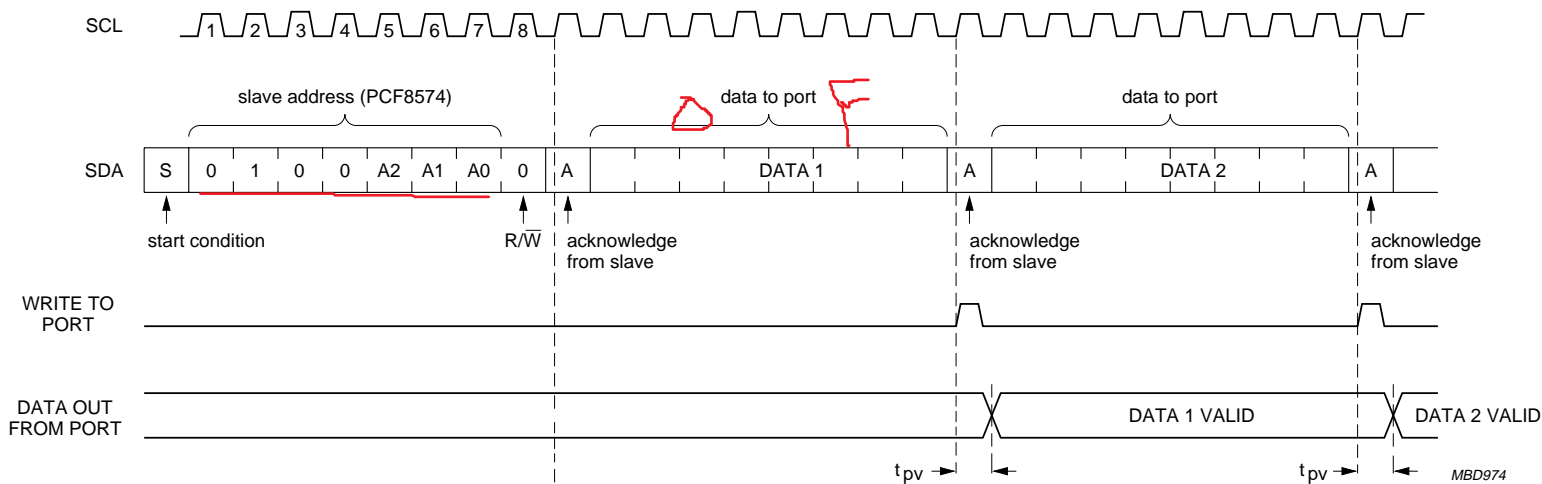 SCL 1 2 3 4 5 6 7 8
slave address (PCF8574) data to port data to port
D F
SDA S 0 1 0 0 A2 A1 A0 0 A DATA 1 A DATA 2 A
start condition R/W̅ acknowledge from slave acknowledge from slave acknowledge from slave
WRITE TO
PORT
DATA OUT
FROM PORT
DATA 1 VALID DATA 2 VALID
tpv tpv MBD974